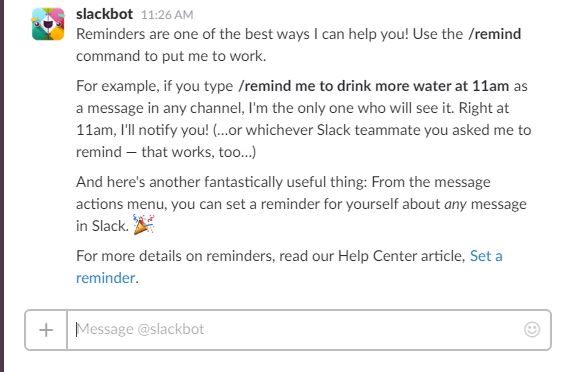 slackbot 11:26 AM
Reminders are one of the best ways I can help you! Use the /remind
command to put me to work.
For example, if you type /remind me to drink more water at 11am as
a message in any channel, I'm the only one who will see it. Right at
11am, I'll notify you! (...or whichever Slack teammate you asked me to
remind — that works, too...)
And here's another fantastically useful thing: From the message
actions menu, you can set a reminder for yourself about any message
in Slack. 🎉
For more details on reminders, read our Help Center article, Set a
reminder.
+ Message @slackbot